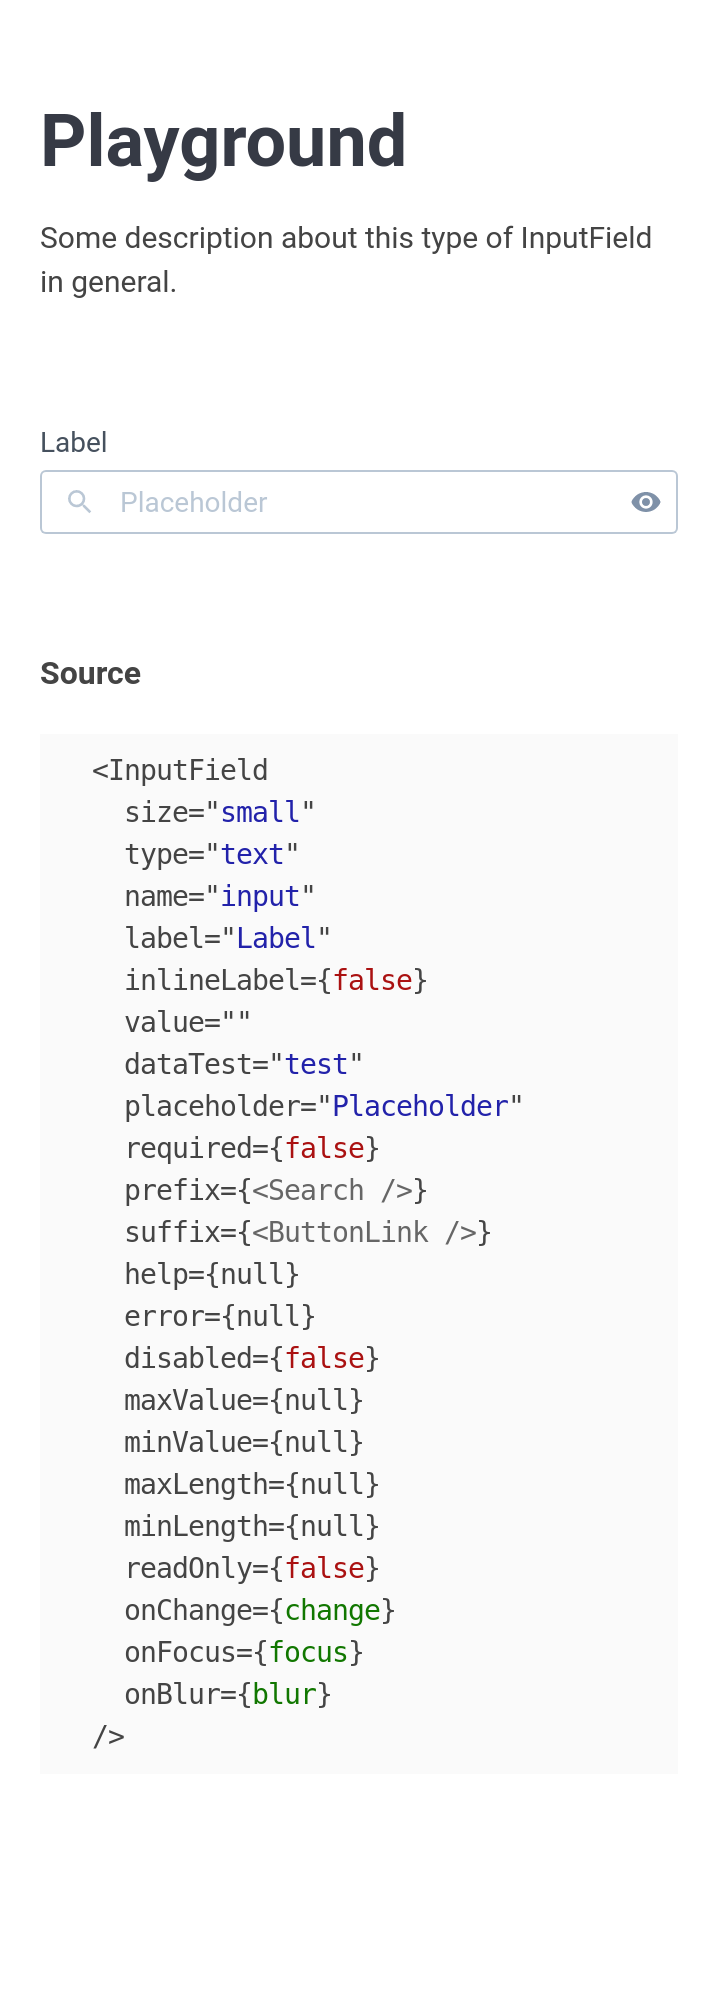 Playground
Some description about this type of InputField
in general.
Label
Placeholder
Source
<InputField
  size="small"
  type="text"
  name="input"
  label="Label"
  inlineLabel={false}
  value=""
  dataTest="test"
  placeholder="Placeholder"
  required={false}
  prefix={<Search />}
  suffix={<ButtonLink />}
  help={null}
  error={null}
  disabled={false}
  maxValue={null}
  minValue={null}
  maxLength={null}
  minLength={null}
  readOnly={false}
  onChange={change}
  onFocus={focus}
  onBlur={blur}
/>